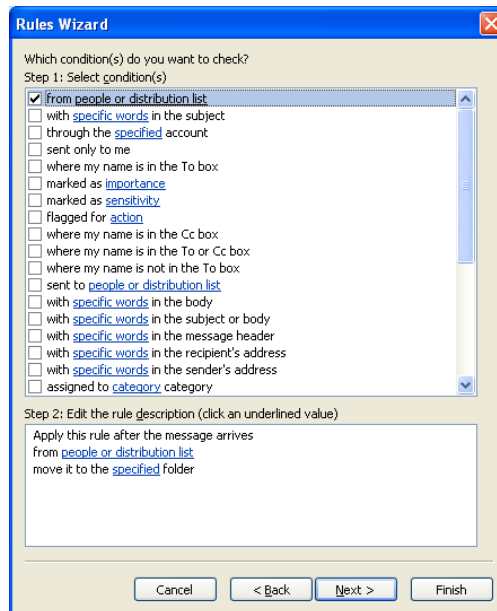 Rules Wizard
Which condition(s) do you want to check?
Step 1: Select condition(s)
from people or distribution list
with specific words in the subject
through the specified account
sent only to me
where my name is in the To box
marked as importance
marked as sensitivity
flagged for action
where my name is in the Cc box
where my name is in the To or Cc box
where my name is not in the To box
sent to people or distribution list
with specific words in the body
with specific words in the subject or body
with specific words in the message header
with specific words in the recipient's address
with specific words in the sender's address
assigned to category category
Step 2: Edit the rule description (click an underlined value)
Apply this rule after the message arrives
from people or distribution list
move it to the specified folder
Cancel < Back Next > Finish